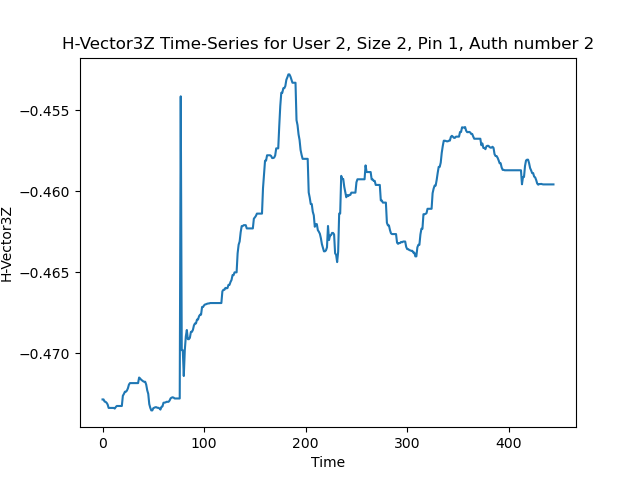 H-Vector3Z Time-Series for User 2, Size 2, Pin 1, Auth number 2
−0.455
−0.460
−0.465
−0.470
H-Vector3Z
0 100 200 300 400
Time